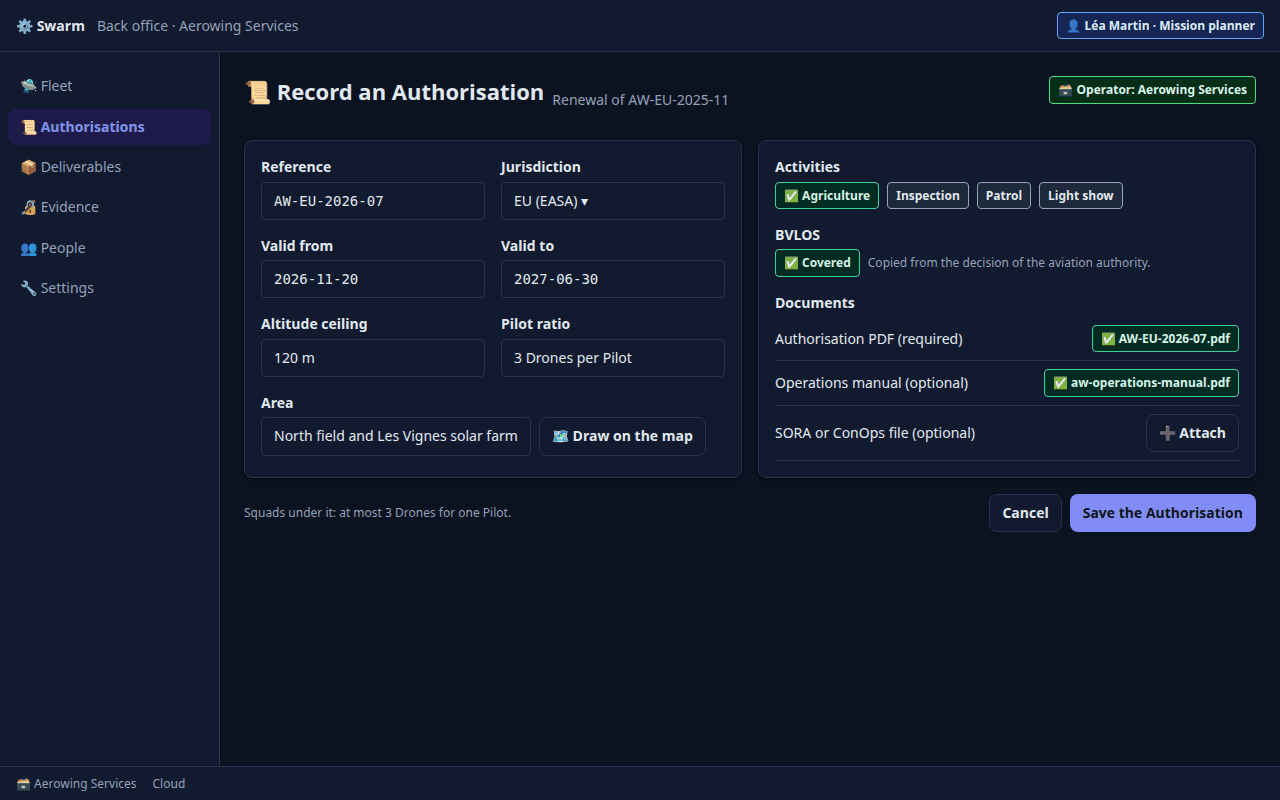 ⚙️ Swarm Back office · Aerowing Services
👤 Léa Martin · Mission planner
🛸 Fleet
📜 Authorisations
📦 Deliverables
🔏 Evidence
👥 People
🔧 Settings
📜 Record an Authorisation Renewal of AW-EU-2025-11
🗃️ Operator: Aerowing Services
Reference
AW-EU-2026-07
Jurisdiction
EU (EASA) ▾
Valid from
2026-11-20
Valid to
2027-06-30
Altitude ceiling
120 m
Pilot ratio
3 Drones per Pilot
Area
North field and Les Vignes solar farm 🗺️ Draw on the map
Activities
✅ Agriculture Inspection Patrol Light show
BVLOS
✅ Covered Copied from the decision of the aviation authority.
Documents
Authorisation PDF (required) ✅ AW-EU-2026-07.pdf
Operations manual (optional) ✅ aw-operations-manual.pdf
SORA or ConOps file (optional) ➕ Attach
Squads under it: at most 3 Drones for one Pilot.
Cancel Save the Authorisation
🗃️ Aerowing Services Cloud